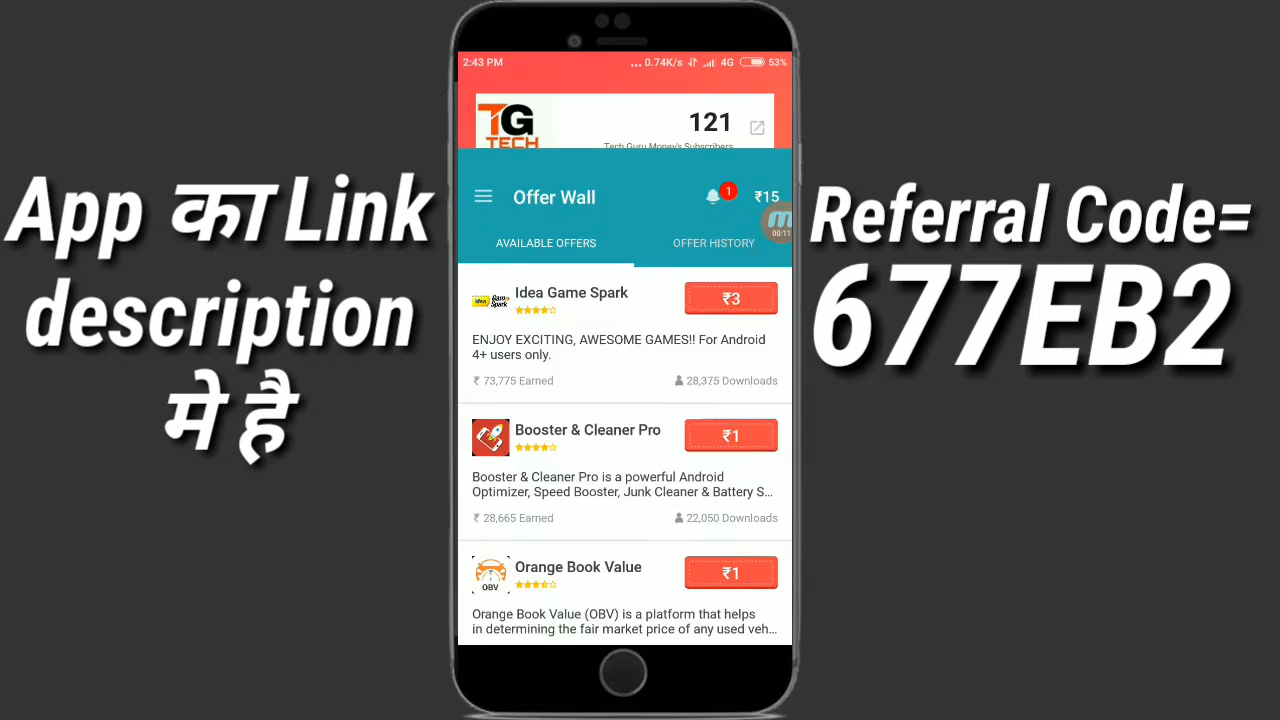 App का Link
description
मे है
2:43 PM
... 0.74K/s 4G 53%
TG
TECH
121
Tech Guru Money's Subscribers
Offer Wall
1
₹15
00:11
AVAILABLE OFFERS
OFFER HISTORY
Idea Game Spark
₹3
ENJOY EXCITING, AWESOME GAMES!! For Android
4+ users only.
₹ 73,775 Earned
28,375 Downloads
Booster & Cleaner Pro
₹1
Booster & Cleaner Pro is a powerful Android
Optimizer, Speed Booster, Junk Cleaner & Battery S...
₹ 28,665 Earned
22,050 Downloads
OBV
Orange Book Value
₹1
Orange Book Value (OBV) is a platform that helps
in determining the fair market price of any used veh...
Referral Code=
677EB2